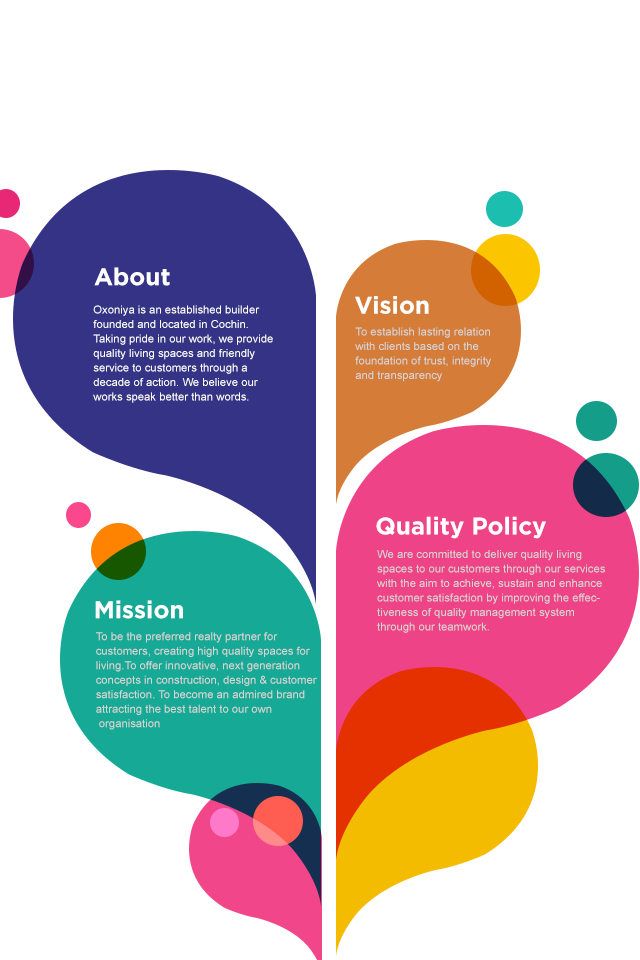 About
Oxoniya is an established builder
founded and located in Cochin.
Taking pride in our work, we provide
quality living spaces and friendly
service to customers through a
decade of action. We believe our
works speak better than words.
Vision
To establish lasting relation
with clients based on the
foundation of trust, integrity
and transparency
Quality Policy
We are committed to deliver quality living
spaces to our customers through our services
with the aim to achieve, sustain and enhance
customer satisfaction by improving the effec-
tiveness of quality management system
through our teamwork.
Mission
To be the preferred realty partner for
customers, creating high quality spaces for
living.To offer innovative, next generation
concepts in construction, design & customer
satisfaction. To become an admired brand
attracting the best talent to our own
organisation